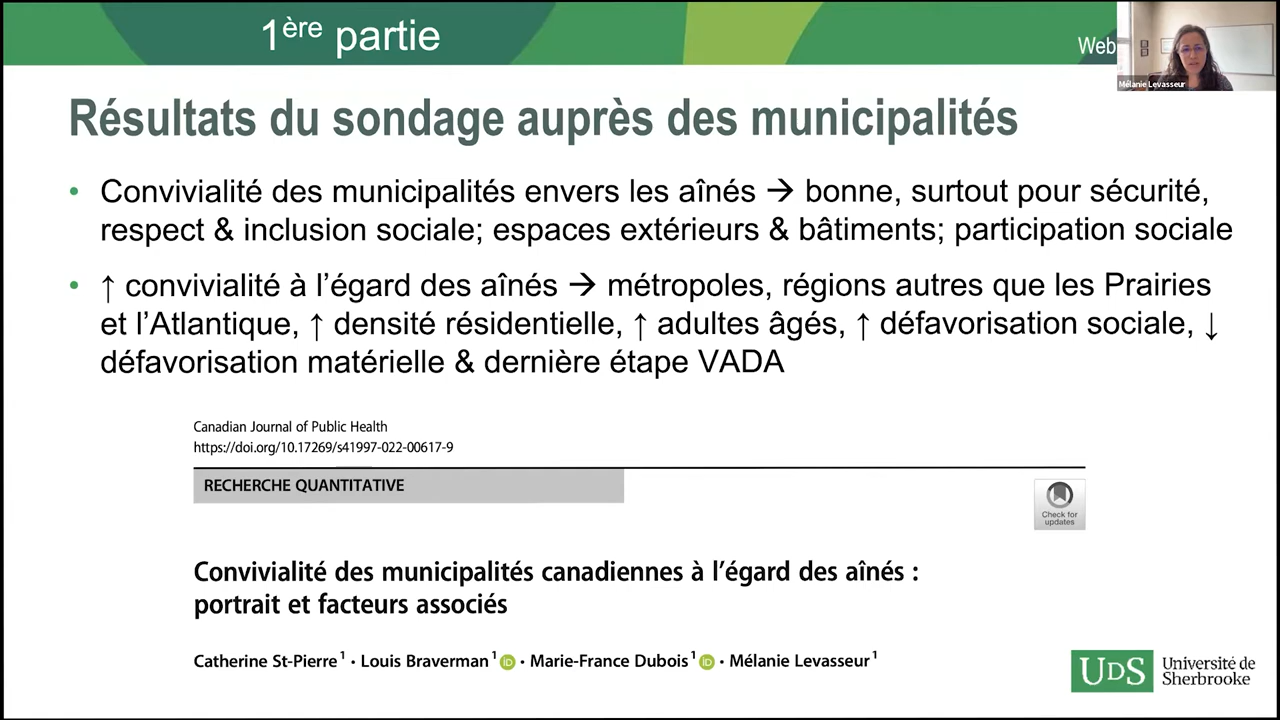 1ère partie
Web
Mélanie Levasseur
Résultats du sondage auprès des municipalités
• Convivialité des municipalités envers les aînés → bonne, surtout pour sécurité,
respect & inclusion sociale; espaces extérieurs & bâtiments; participation sociale
• ↑ convivialité à l’égard des aînés → métropoles, régions autres que les Prairies
et l’Atlantique, ↑ densité résidentielle, ↑ adultes âgés, ↑ défavorisation sociale, ↓
défavorisation matérielle & dernière étape VADA
Canadian Journal of Public Health
https://doi.org/10.17269/s41997-022-00617-9
RECHERCHE QUANTITATIVE
Check for
updates
Convivialité des municipalités canadiennes à l’égard des aînés :
portrait et facteurs associés
Catherine St-Pierre1 · Louis Braverman1 iD · Marie-France Dubois1 iD · Mélanie Levasseur1
UDS Université de
Sherbrooke